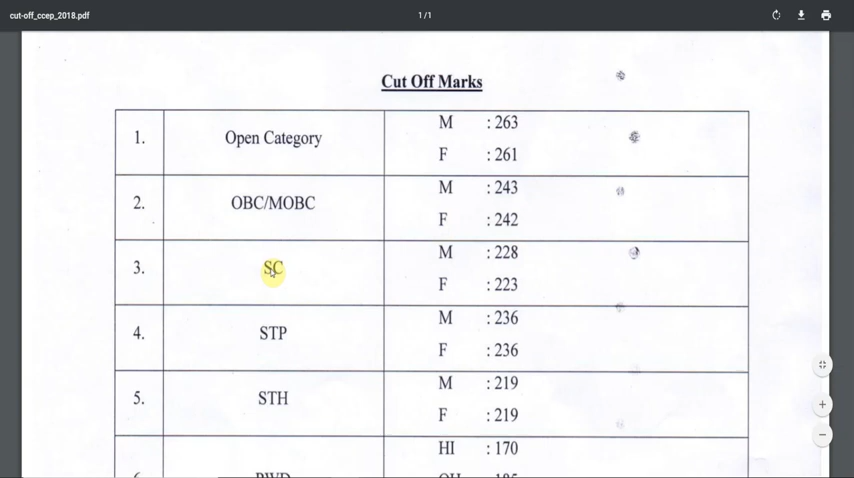 cut-off_ccep_2018.pdf
1 / 1
Cut Off Marks
1. Open Category M : 263
F : 261
2. OBC/MOBC M : 243
F : 242
3. SC M : 228
F : 223
4. STP M : 236
F : 236
5. STH M : 219
F : 219
HI : 170